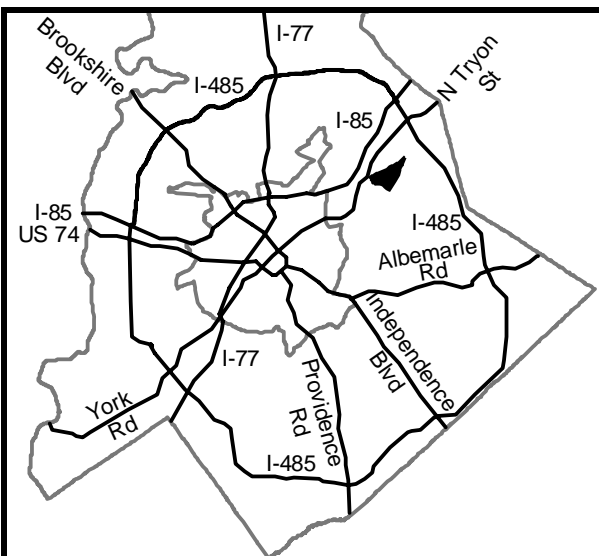 I-77
Brookshire
Blvd
N Tryon
St
I-485
I-85
I-85
US 74
I-485
Albemarle
Rd
Independence
Blvd
I-77
Providence
Rd
York
Rd
I-485